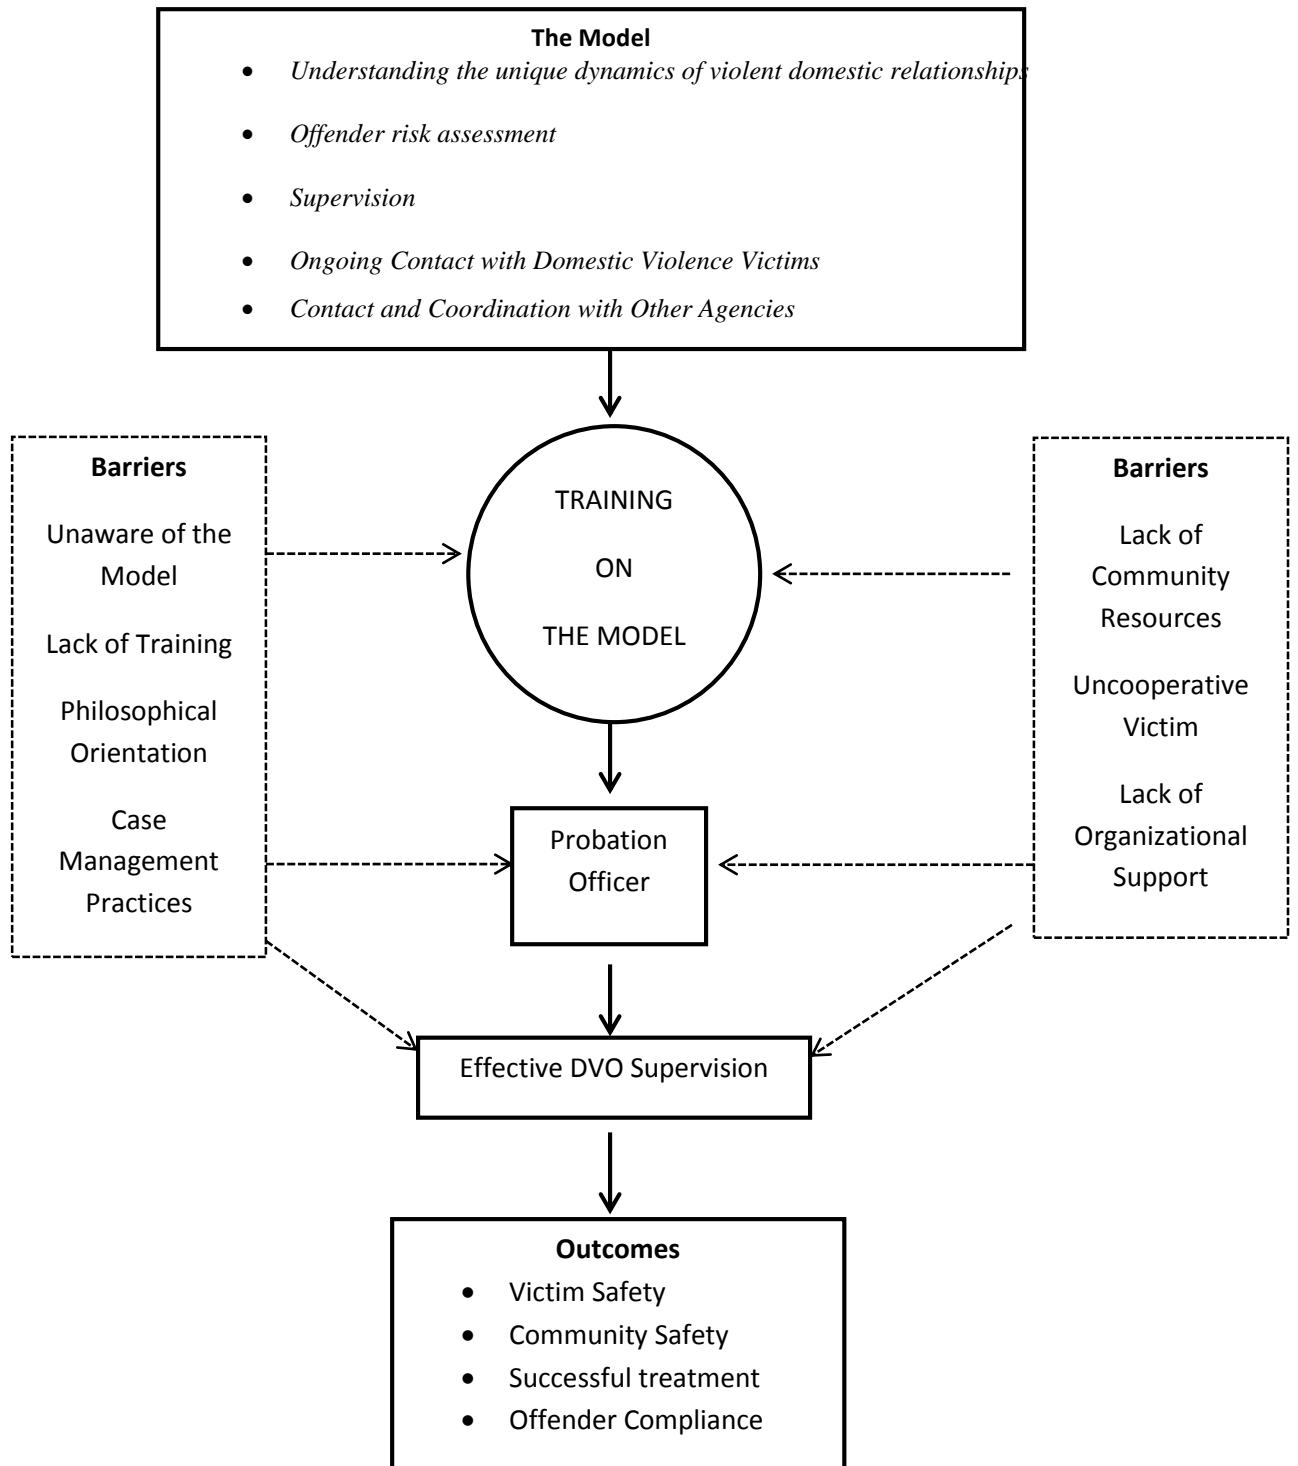 The Model
• Understanding the unique dynamics of violent domestic relationships
• Offender risk assessment
• Supervision
• Ongoing Contact with Domestic Violence Victims
• Contact and Coordination with Other Agencies
Barriers
Unaware of the
Model
Lack of Training
Philosophical
Orientation
Case
Management
Practices
TRAINING
ON
THE MODEL
Barriers
Lack of
Community
Resources
Uncooperative
Victim
Lack of
Organizational
Support
Probation
Officer
Effective DVO Supervision
Outcomes
• Victim Safety
• Community Safety
• Successful treatment
• Offender Compliance